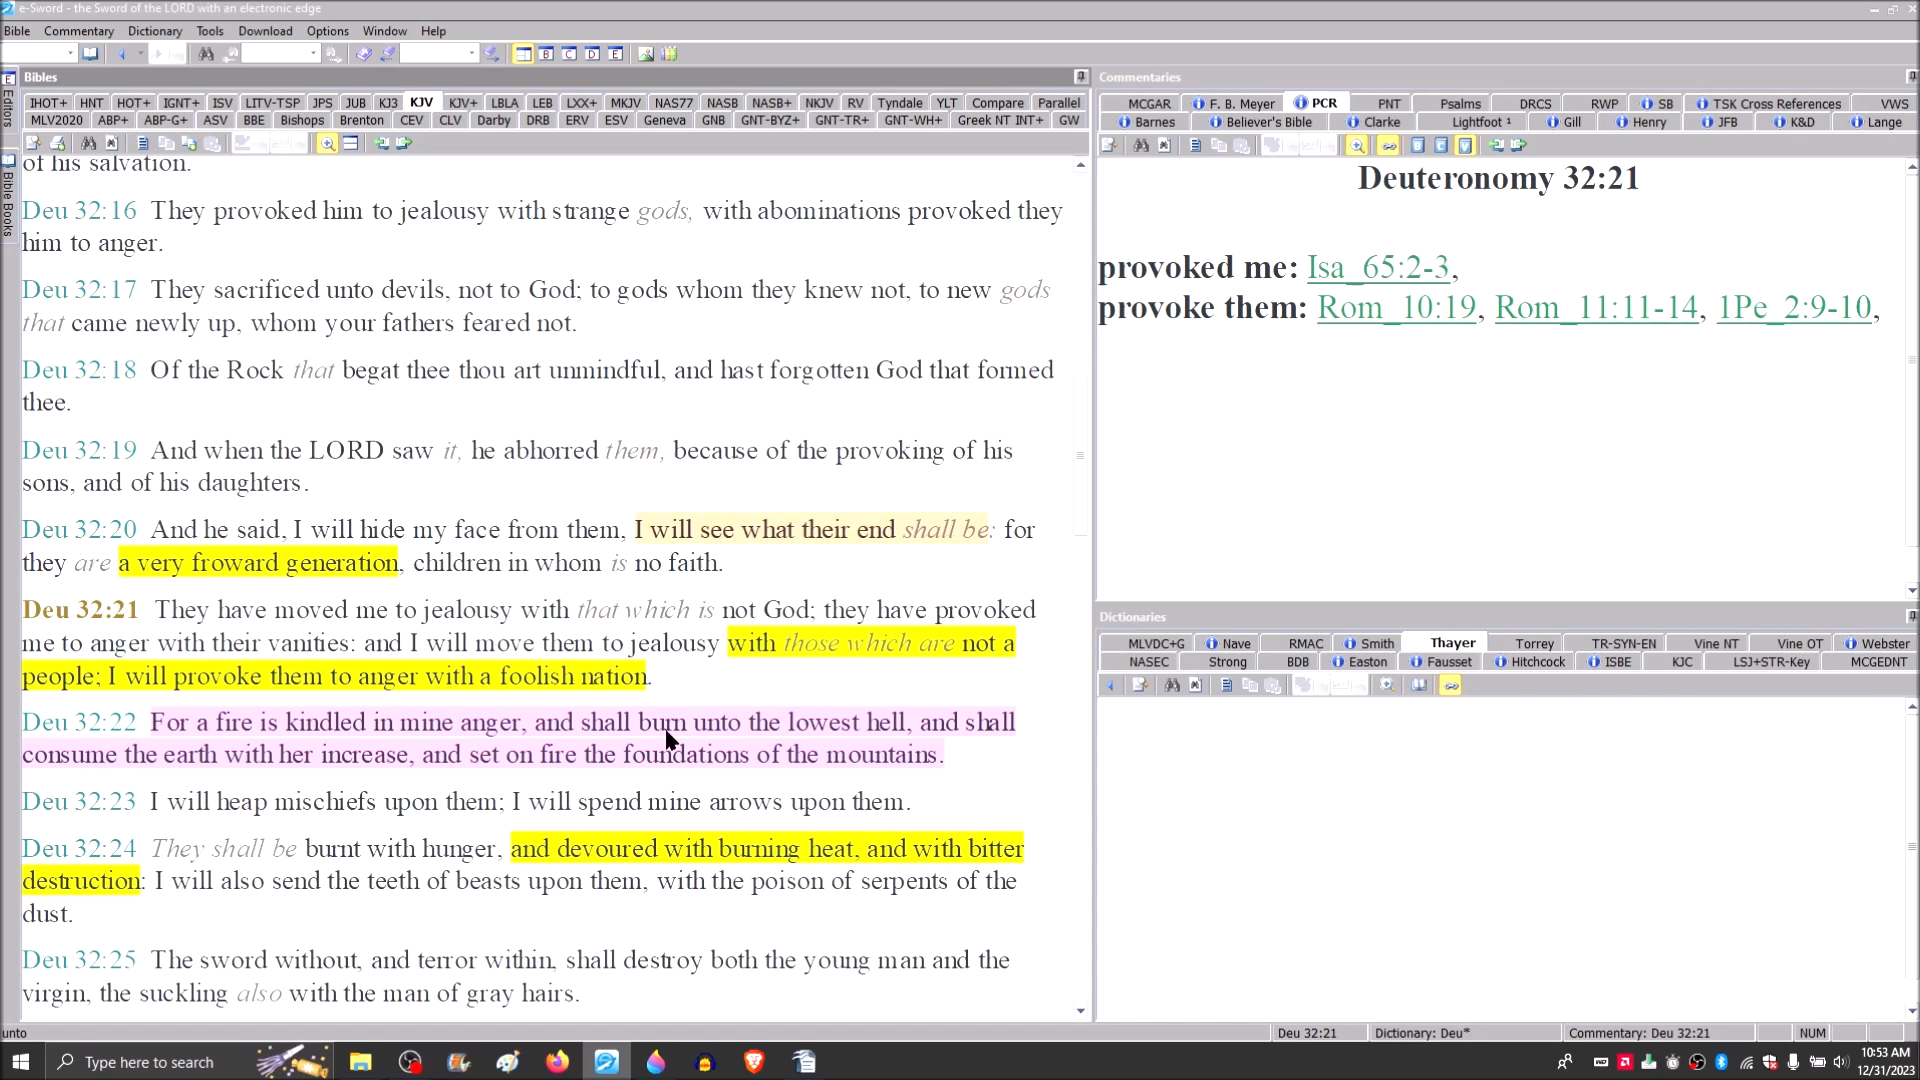 e-Sword - the Sword of the LORD with an electronic edge
Bible Commentary Dictionary Tools Download Options Window Help
Bibles
IHOT+ HNT HOT+ IGNT+ ISV LITV-TSP JPS JUB KJ3 KJV KJV+ LBLA LEB LXX+ MKJV NAS77 NASB NASB+ NKJV RV Tyndale YLT Compare Parallel
MLV2020 ABP+ ABP-G+ ASV BBE Bishops Brenton CEV CLV Darby DRB ERV ESV Geneva GNB GNT-BYZ+ GNT-TR+ GNT-WH+ Greek NT INT+ GW
Editors
Bible Books
of his salvation.
Deu 32:16 They provoked him to jealousy with strange gods, with abominations provoked they
him to anger.
Deu 32:17 They sacrificed unto devils, not to God; to gods whom they knew not, to new gods
that came newly up, whom your fathers feared not.
Deu 32:18 Of the Rock that begat thee thou art unmindful, and hast forgotten God that formed
thee.
Deu 32:19 And when the LORD saw it, he abhorred them, because of the provoking of his
sons, and of his daughters.
Deu 32:20 And he said, I will hide my face from them, I will see what their end shall be: for
they are a very froward generation, children in whom is no faith.
Deu 32:21 They have moved me to jealousy with that which is not God; they have provoked
me to anger with their vanities: and I will move them to jealousy with those which are not a
people; I will provoke them to anger with a foolish nation.
Deu 32:22 For a fire is kindled in mine anger, and shall burn unto the lowest hell, and shall
consume the earth with her increase, and set on fire the foundations of the mountains.
Deu 32:23 I will heap mischiefs upon them; I will spend mine arrows upon them.
Deu 32:24 They shall be burnt with hunger, and devoured with burning heat, and with bitter
destruction: I will also send the teeth of beasts upon them, with the poison of serpents of the
dust.
Deu 32:25 The sword without, and terror within, shall destroy both the young man and the
virgin, the suckling also with the man of gray hairs.
Commentaries
MCGAR F. B. Meyer PCR PNT Psalms DRCS RWP SB TSK Cross References VWS
Barnes Believer's Bible Clarke Lightfoot ¹ Gill Henry JFB K&D Lange
Deuteronomy 32:21
provoked me: Isa_65:2-3,
provoke them: Rom_10:19, Rom_11:11-14, 1Pe_2:9-10,
Dictionaries
MLVDC+G Nave RMAC Smith Thayer Torrey TR-SYN-EN Vine NT Vine OT Webster
NASEC Strong BDB Easton Fausset Hitchcock ISBE KJC LSJ+STR-Key MCGEDNT
unto Deu 32:21 Dictionary: Deu* Commentary: Deu 32:21 NUM
Type here to search
10:53 AM
12/31/2023